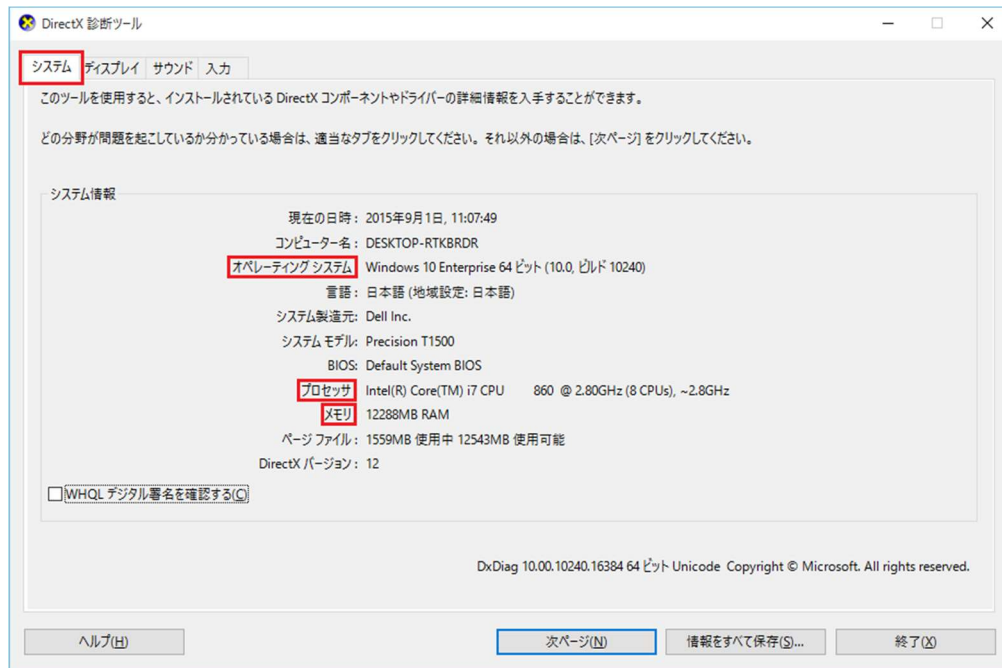 DirectX 診断ツール
システム ディスプレイ サウンド 入力
このツールを使用すると、インストールされている DirectX コンポーネントやドライバーの詳細情報を入手することができます。
どの分野が問題を起こしているか分かっている場合は、適当なタブをクリックしてください。それ以外の場合は、[次ページ] をクリックしてください。
システム情報
現在の日時: 2015年9月1日, 11:07:49
コンピューター名: DESKTOP-RTKBRDR
オペレーティング システム Windows 10 Enterprise 64 ビット (10.0, ビルド 10240)
言語: 日本語 (地域設定: 日本語)
システム製造元: Dell Inc.
システム モデル: Precision T1500
BIOS: Default System BIOS
プロセッサ Intel(R) Core(TM) i7 CPU 860 @ 2.80GHz (8 CPUs), ~2.8GHz
メモリ 12288MB RAM
ページ ファイル: 1559MB 使用中 12543MB 使用可能
DirectX バージョン: 12
WHQL デジタル署名を確認する(C)
DxDiag 10.00.10240.16384 64 ビット Unicode Copyright © Microsoft. All rights reserved.
ヘルプ(H) 次ページ(N) 情報をすべて保存(S)... 終了(X)